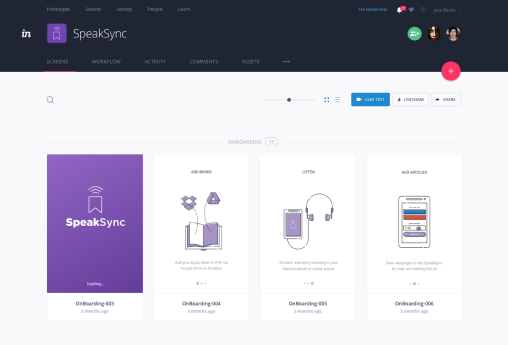 Prototypes Boards Activity People Learn
in
SpeakSync
SCREENS WORKFLOW ACTIVITY COMMENTS ASSETS
USER TEST LIVESHARE SHARE
ONBOARDING
SpeakSync
loading...
OnBoarding-003
5 months ago
ADD BOOKS
Add your Epub, Mobi or PDF via
Google Drive or Dropbox
OnBoarding-004
5 months ago
LISTEN
Sit back and enjoy listening to your
favorite ebook or online article.
OnBoarding-005
5 months ago
ADD ARTICLES
Save webpages to the SpeakSync
by copy and pasting the url
OnBoarding-006
5 months ago